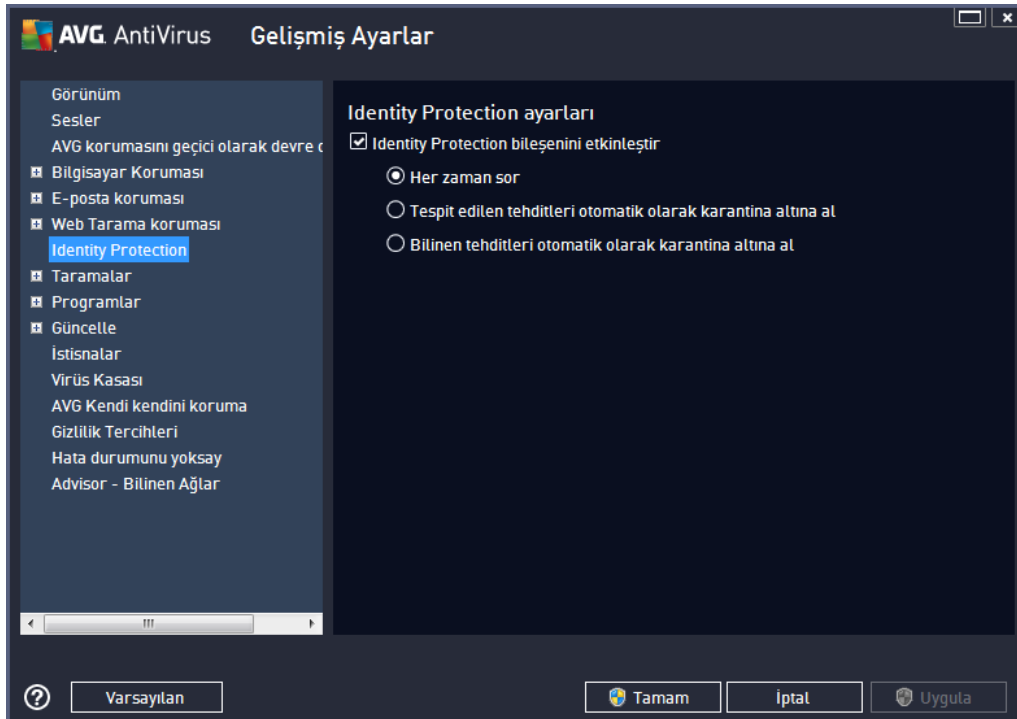 AVG AntiVirus Gelişmiş Ayarlar
Görünüm
Sesler
AVG korumasını geçici olarak devre
Bilgisayar Koruması
E-posta koruması
Web Tarama koruması
Identity Protection
Taramalar
Programlar
Güncelle
İstisnalar
Virüs Kasası
AVG Kendi kendini koruma
Gizlilik Tercihleri
Hata durumunu yoksay
Advisor - Bilinen Ağlar
Identity Protection ayarları
Identity Protection bileşenini etkinleştir
Her zaman sor
Tespit edilen tehditleri otomatik olarak karantina altına al
Bilinen tehditleri otomatik olarak karantina altına al
Varsayılan
Tamam
İptal
Uygula